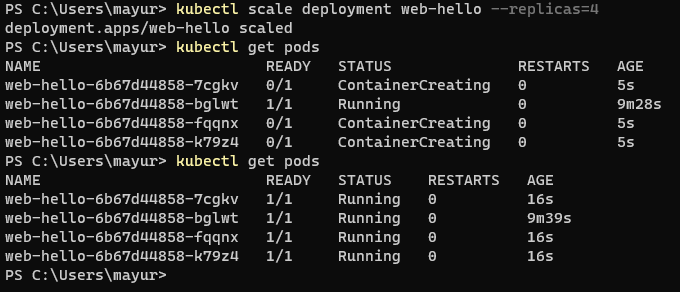 PS C:\Users\mayur> kubectl scale deployment web-hello --replicas=4
deployment.apps/web-hello scaled
PS C:\Users\mayur> kubectl get pods
NAME                         READY   STATUS              RESTARTS   AGE
web-hello-6b67d44858-7cgkv   0/1     ContainerCreating   0          5s
web-hello-6b67d44858-bglwt   1/1     Running             0          9m28s
web-hello-6b67d44858-fqqnx   0/1     ContainerCreating   0          5s
web-hello-6b67d44858-k79z4   0/1     ContainerCreating   0          5s
PS C:\Users\mayur> kubectl get pods
NAME                         READY   STATUS    RESTARTS   AGE
web-hello-6b67d44858-7cgkv   1/1     Running   0          16s
web-hello-6b67d44858-bglwt   1/1     Running   0          9m39s
web-hello-6b67d44858-fqqnx   1/1     Running   0          16s
web-hello-6b67d44858-k79z4   1/1     Running   0          16s
PS C:\Users\mayur>